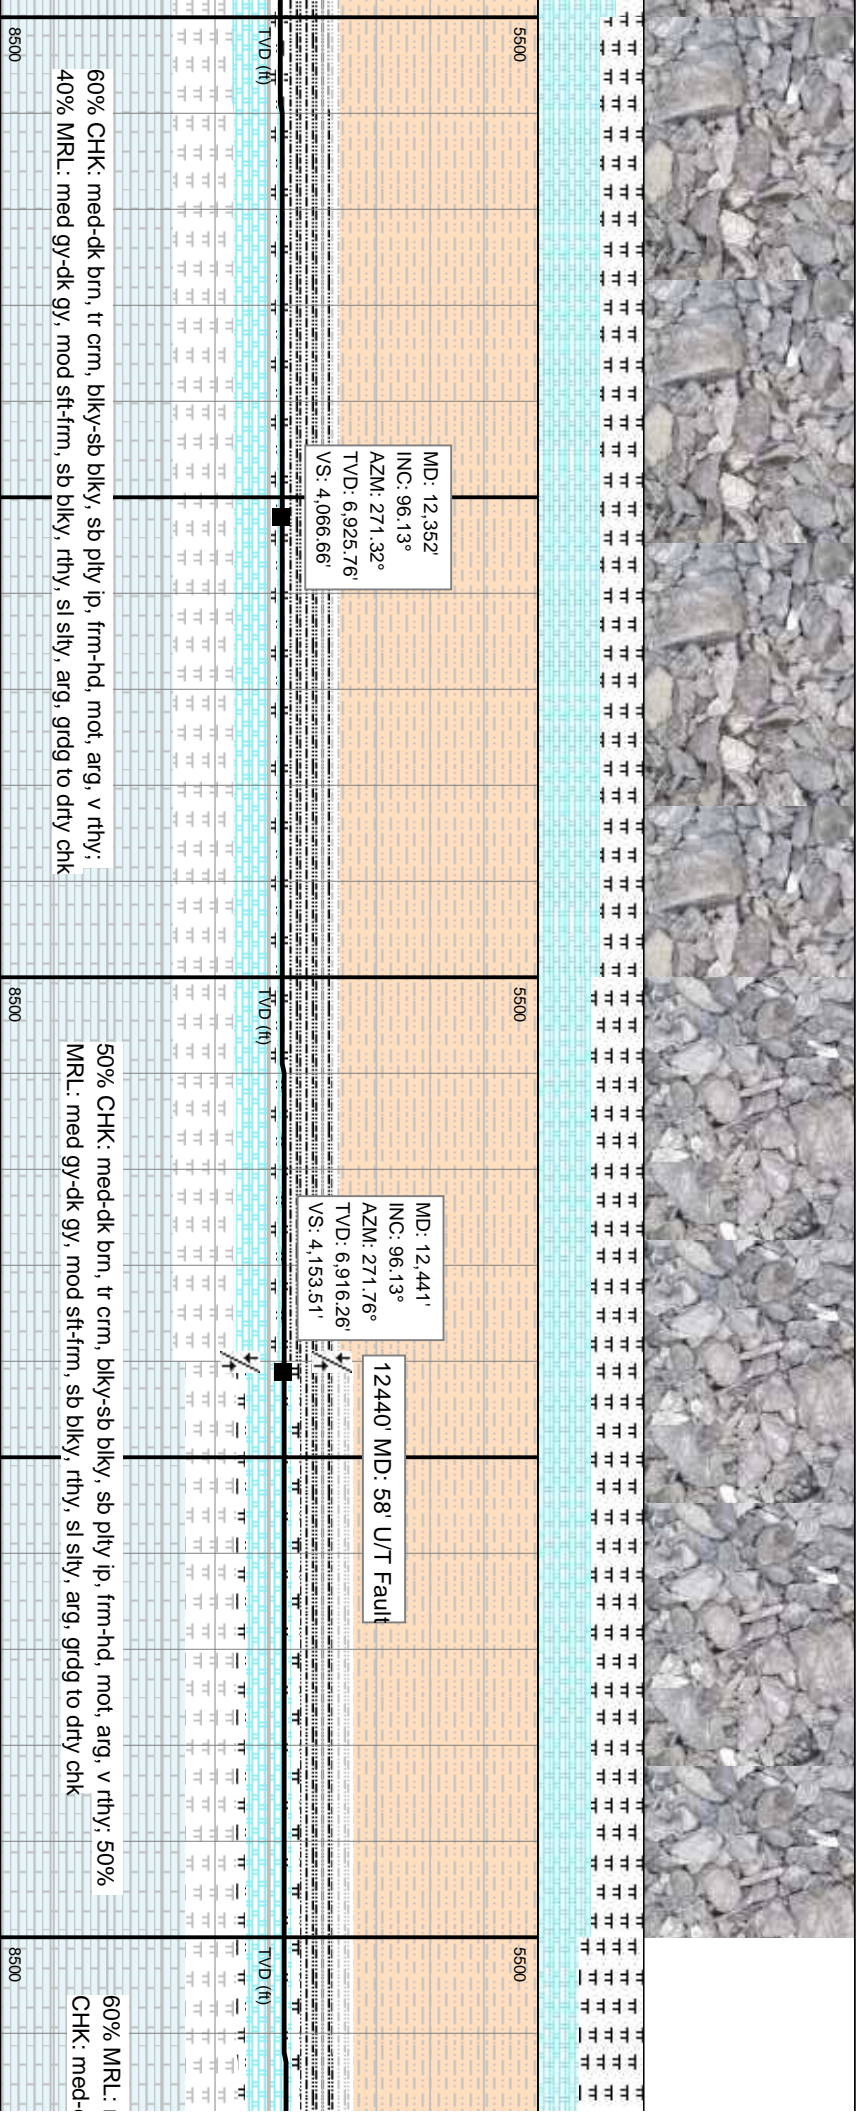 5500
TVD (ft)
8500
60% CHK: med-dk brn, tr crm, blky-sb blky, sb plty ip, frm-hd, mot, arg, v rthy;
40% MRL: med gy-dk gy, mod sft-frm, sb blky, rthy, sl slty, arg, grdg to drty chk
MD: 12,352'
INC: 96.13°
AZM: 271.32°
TVD: 6,925.76'
VS: 4,066.66'
5500
TVD (ft)
8500
50% CHK: med-dk brn, tr crm, blky-sb blky, sb plty ip, frm-hd, mot, arg, v rthy; 50%
MRL: med gy-dk gy, mod sft-frm, sb blky, rthy, sl slty, arg, grdg to drty chk
MD: 12,441'
INC: 96.13°
AZM: 271.76°
TVD: 6,916.26'
VS: 4,153.51'
12440' MD: 58' U/T Fault
5500
TVD (ft)
8500
60% MRL:
CHK: med-